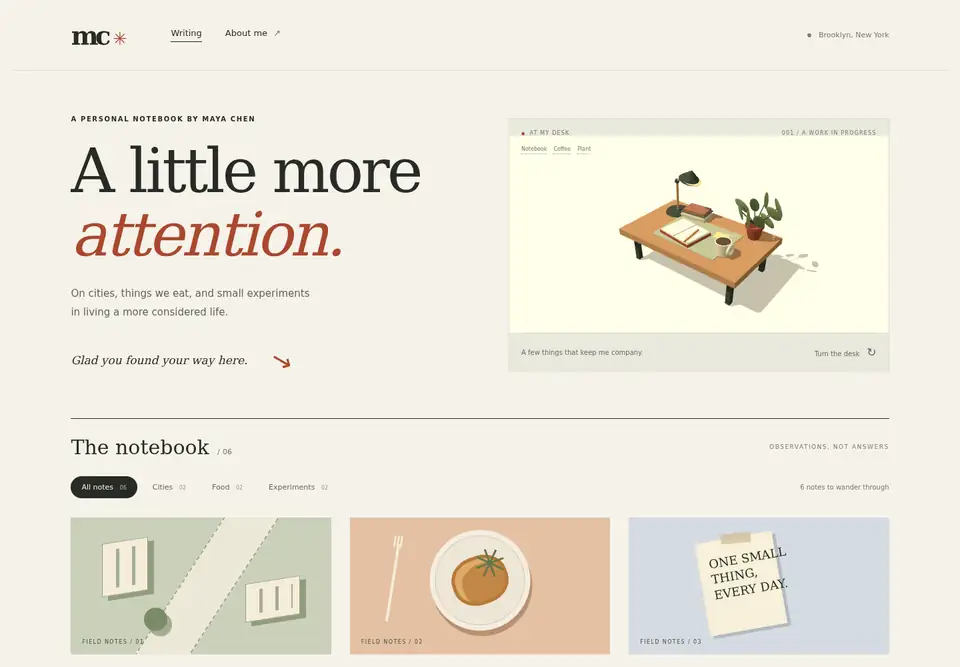 mc
Writing
About me ↗
Brooklyn, New York
A PERSONAL NOTEBOOK BY MAYA CHEN
A little more
attention.
On cities, things we eat, and small experiments
in living a more considered life.
Glad you found your way here.
AT MY DESK
001 / A WORK IN PROGRESS
Notebook Coffee Plant
A few things that keep me company.
Turn the desk ↻
The notebook / 06
OBSERVATIONS, NOT ANSWERS
All notes 06
Cities 02
Food 02
Experiments 02
6 notes to wander through
FIELD NOTES / 01
FIELD NOTES / 02
ONE SMALL
THING,
EVERY DAY.
FIELD NOTES / 03